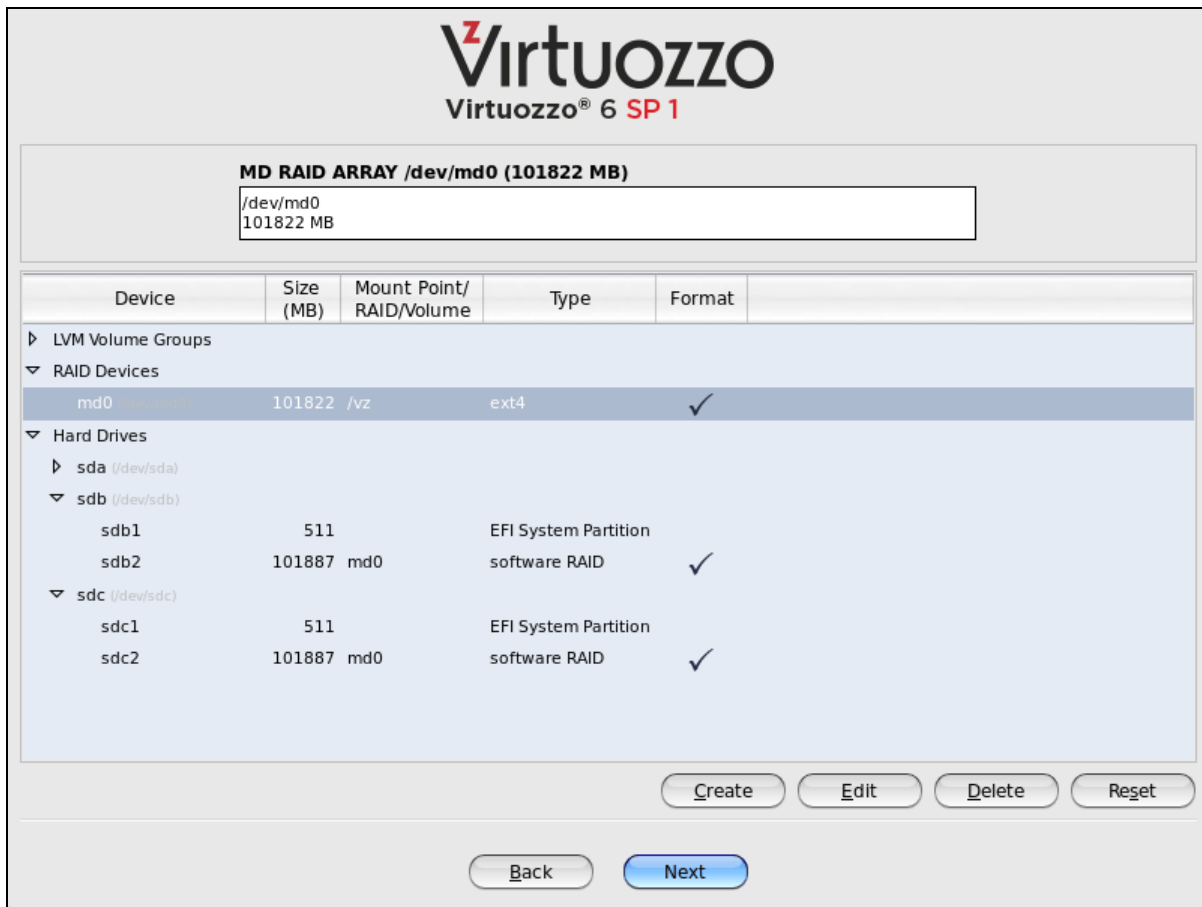 Virtuozzo
Virtuozzo® 6 SP 1
MD RAID ARRAY /dev/md0 (101822 MB)
/dev/md0
101822 MB
Device Size (MB) Mount Point/ RAID/Volume Type Format
LVM Volume Groups
RAID Devices
md0 (/dev/md0) 101822 /vz ext4
Hard Drives
sda (/dev/sda)
sdb (/dev/sdb)
sdb1 511 EFI System Partition
sdb2 101887 md0 software RAID
sdc (/dev/sdc)
sdc1 511 EFI System Partition
sdc2 101887 md0 software RAID
Create Edit Delete Reset
Back Next